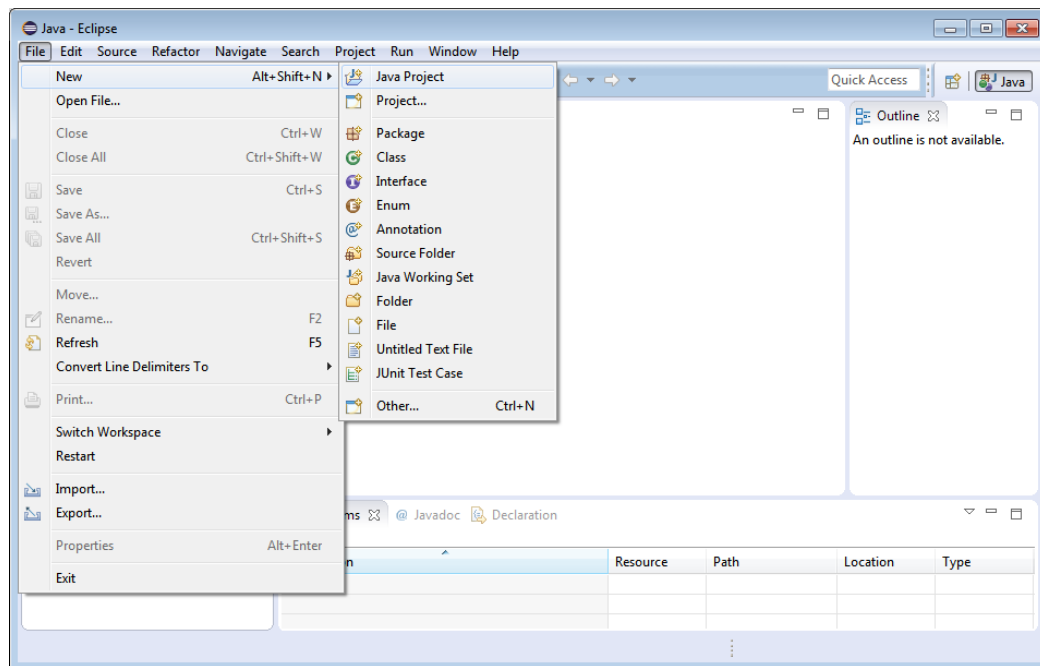 Java - Eclipse
File Edit Source Refactor Navigate Search Project Run Window Help
New Alt+Shift+N
Open File...
Close Ctrl+W
Close All Ctrl+Shift+W
Save Ctrl+S
Save As...
Save All Ctrl+Shift+S
Revert
Move...
Rename... F2
Refresh F5
Convert Line Delimiters To
Print... Ctrl+P
Switch Workspace
Restart
Import...
Export...
Properties Alt+Enter
Exit
Java Project
Project...
Package
Class
Interface
Enum
Annotation
Source Folder
Java Working Set
Folder
File
Untitled Text File
JUnit Test Case
Other... Ctrl+N
Quick Access Java
Outline
An outline is not available.
ms @ Javadoc Declaration
n Resource Path Location Type